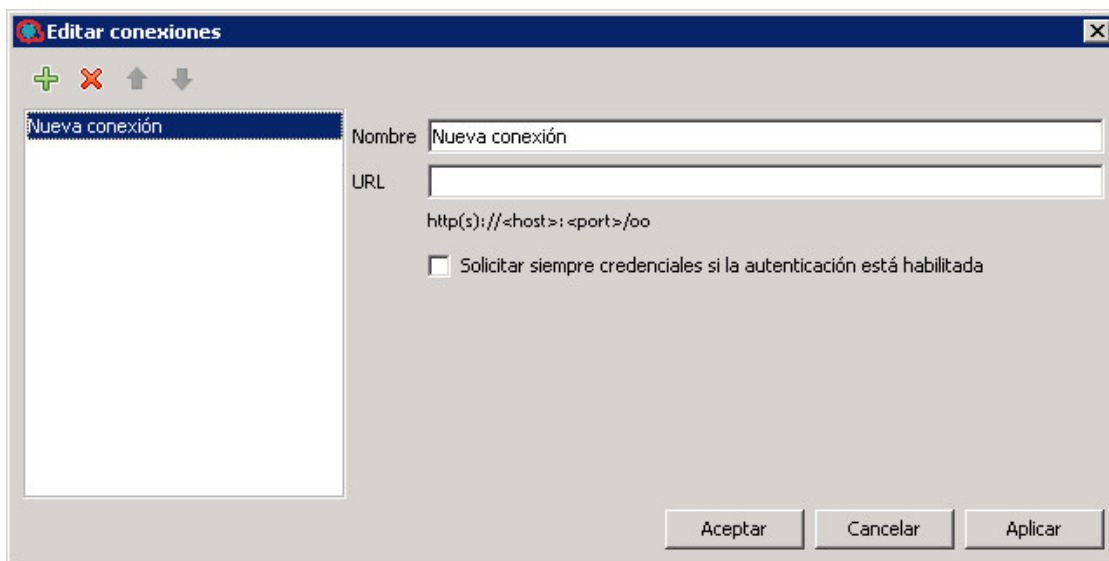 Editar conexiones
Nueva conexión
Nombre Nueva conexión
URL
http(s)://<host>:<port>/oo
Solicitar siempre credenciales si la autenticación está habilitada
Aceptar Cancelar Aplicar